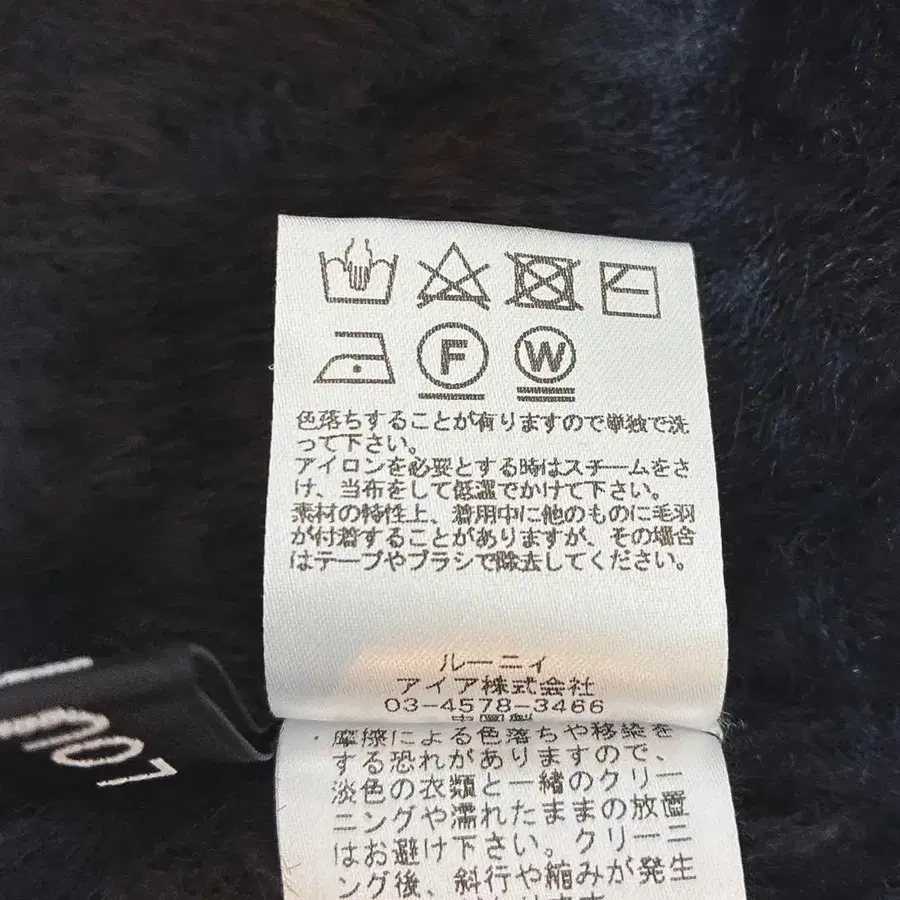 F
W
色落ちすることが有りますので単独で洗
って下さい。
アイロンを必要とする時はスチームをさ
け、当布をして低温でかけて下さい。
素材の特性上、着用中に他のものに毛羽
が付着することがありますが、その場合
はテープやブラシで除去してください。
ルーニィ
アイア株式会社
03-4578-3466
中国製
摩擦による色落ちや移染を
する恐れがありますので、
淡色の衣類と一緒のクリー
ニングや濡れたままの放置
はお避け下さい。クリーニ
ング後、斜行や縮みが発生